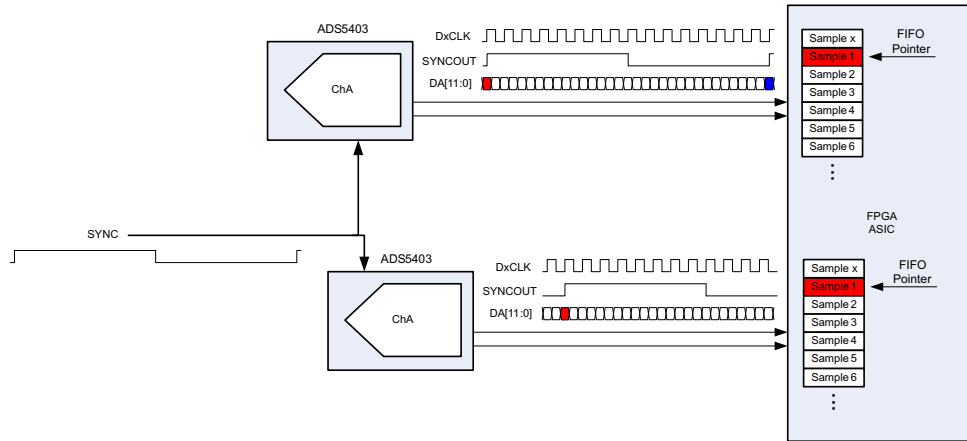 ADS5403
ChA
DxCLK
SYNCOUT
DA[11:0]
Sample x
Sample 1
Sample 2
Sample 3
Sample 4
Sample 5
Sample 6
FIFO
Pointer
SYNC
FPGA
ASIC
ADS5403
ChA
DxCLK
SYNCOUT
DA[11:0]
Sample x
Sample 1
Sample 2
Sample 3
Sample 4
Sample 5
Sample 6
FIFO
Pointer